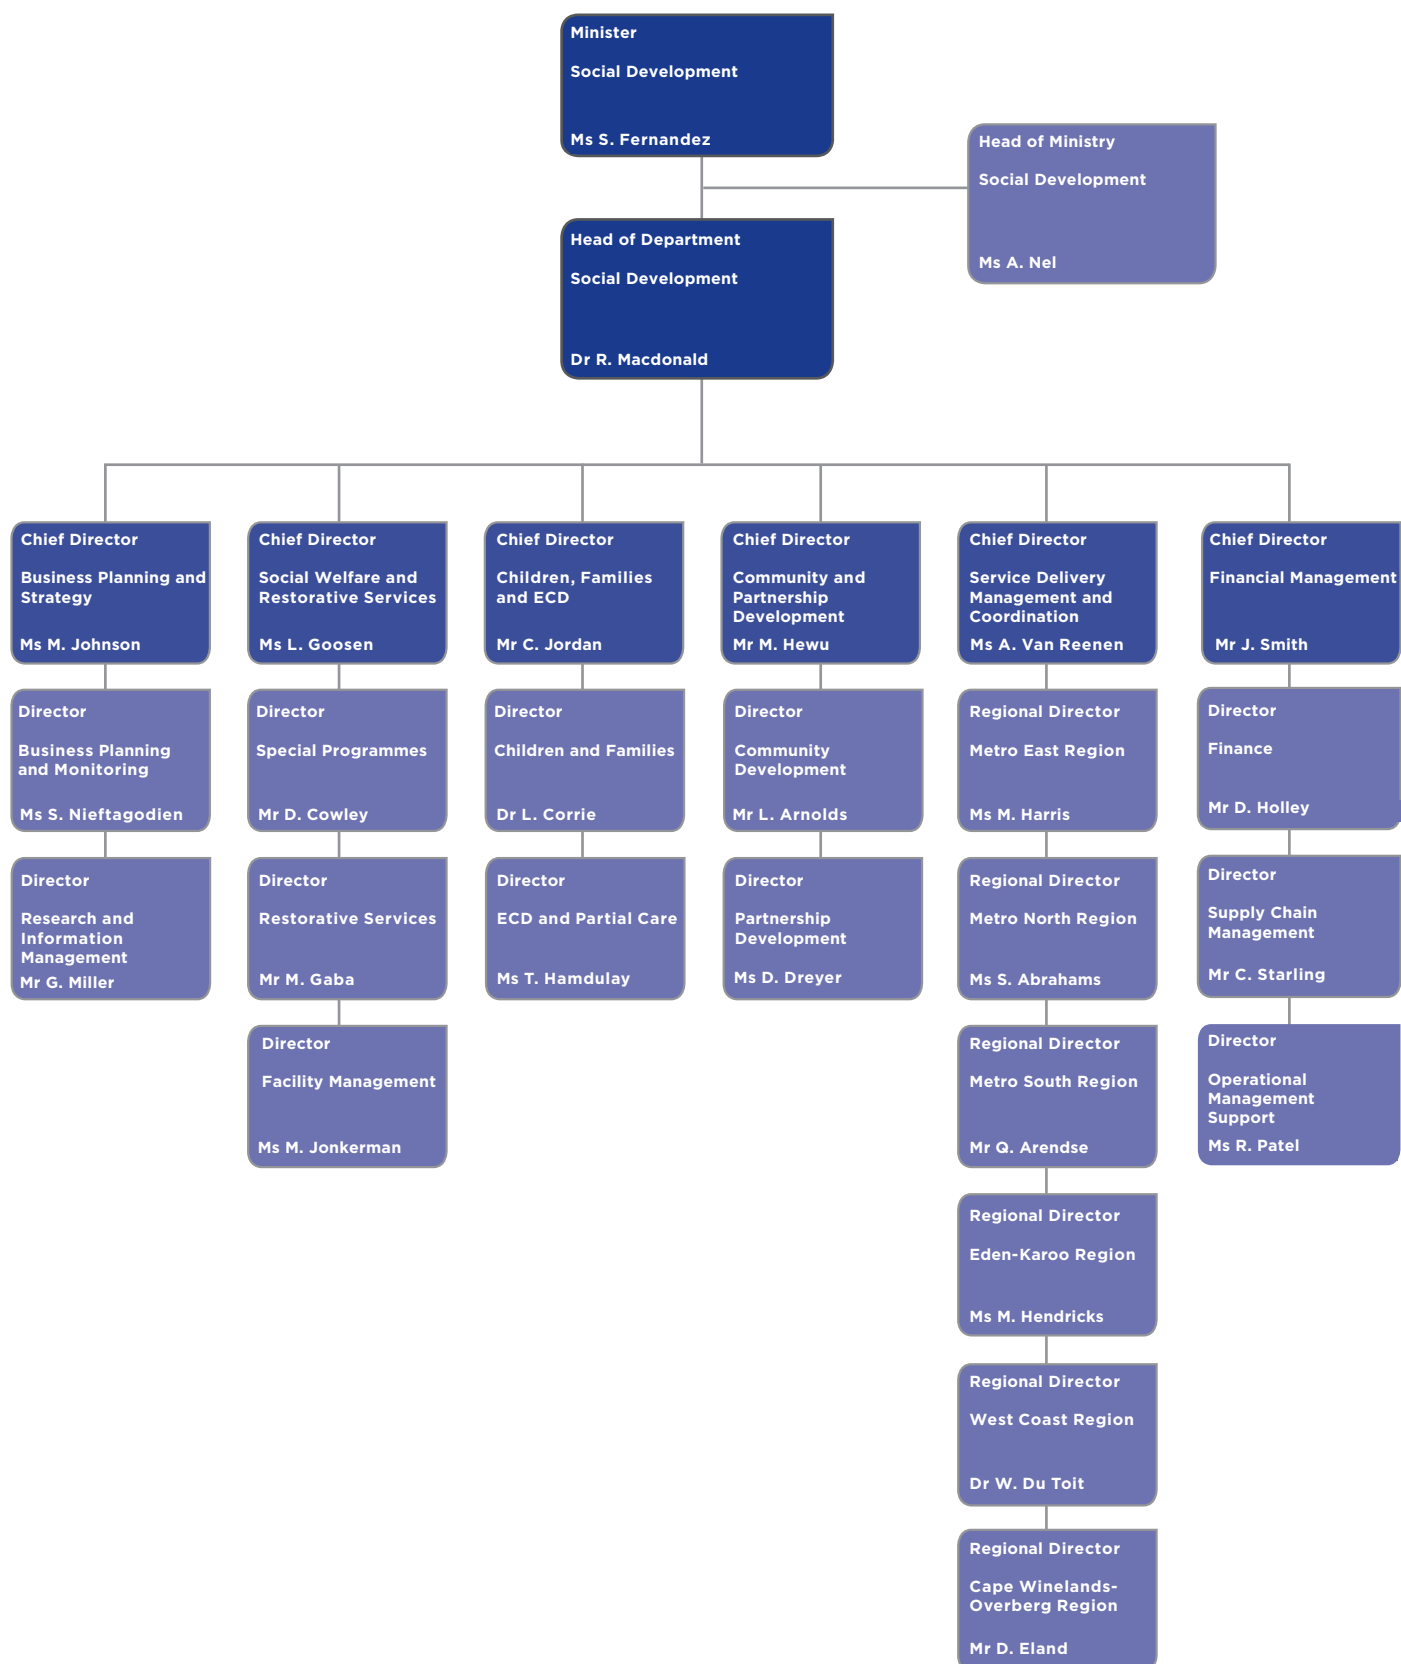 Minister
Social Development
Ms S. Fernandez
Head of Ministry
Social Development
Ms A. Nel
Head of Department
Social Development
Dr R. Macdonald
Chief Director
Business Planning and
Strategy
Ms M. Johnson
Chief Director
Social Welfare and
Restorative Services
Ms L. Goosen
Chief Director
Children, Families
and ECD
Mr C. Jordan
Chief Director
Community and
Partnership
Development
Mr M. Hewu
Chief Director
Service Delivery
Management and
Coordination
Ms A. Van Reenen
Chief Director
Financial Management
Mr J. Smith
Director
Business Planning
and Monitoring
Ms S. Nieftagodien
Director
Special Programmes
Mr D. Cowley
Director
Children and Families
Dr L. Corrie
Director
Community
Development
Mr L. Arnolds
Regional Director
Metro East Region
Ms M. Harris
Director
Finance
Mr D. Holley
Director
Research and
Information
Management
Mr G. Miller
Director
Restorative Services
Mr M. Gaba
Director
ECD and Partial Care
Ms T. Hamdulay
Director
Partnership
Development
Ms D. Dreyer
Regional Director
Metro North Region
Ms S. Abrahams
Director
Supply Chain
Management
Mr C. Starling
Director
Facility Management
Ms M. Jonkerman
Regional Director
Metro South Region
Mr Q. Arendse
Director
Operational
Management
Support
Ms R. Patel
Regional Director
Eden-Karoo Region
Ms M. Hendricks
Regional Director
West Coast Region
Dr W. Du Toit
Regional Director
Cape Winelands-
Overberg Region
Mr D. Eland